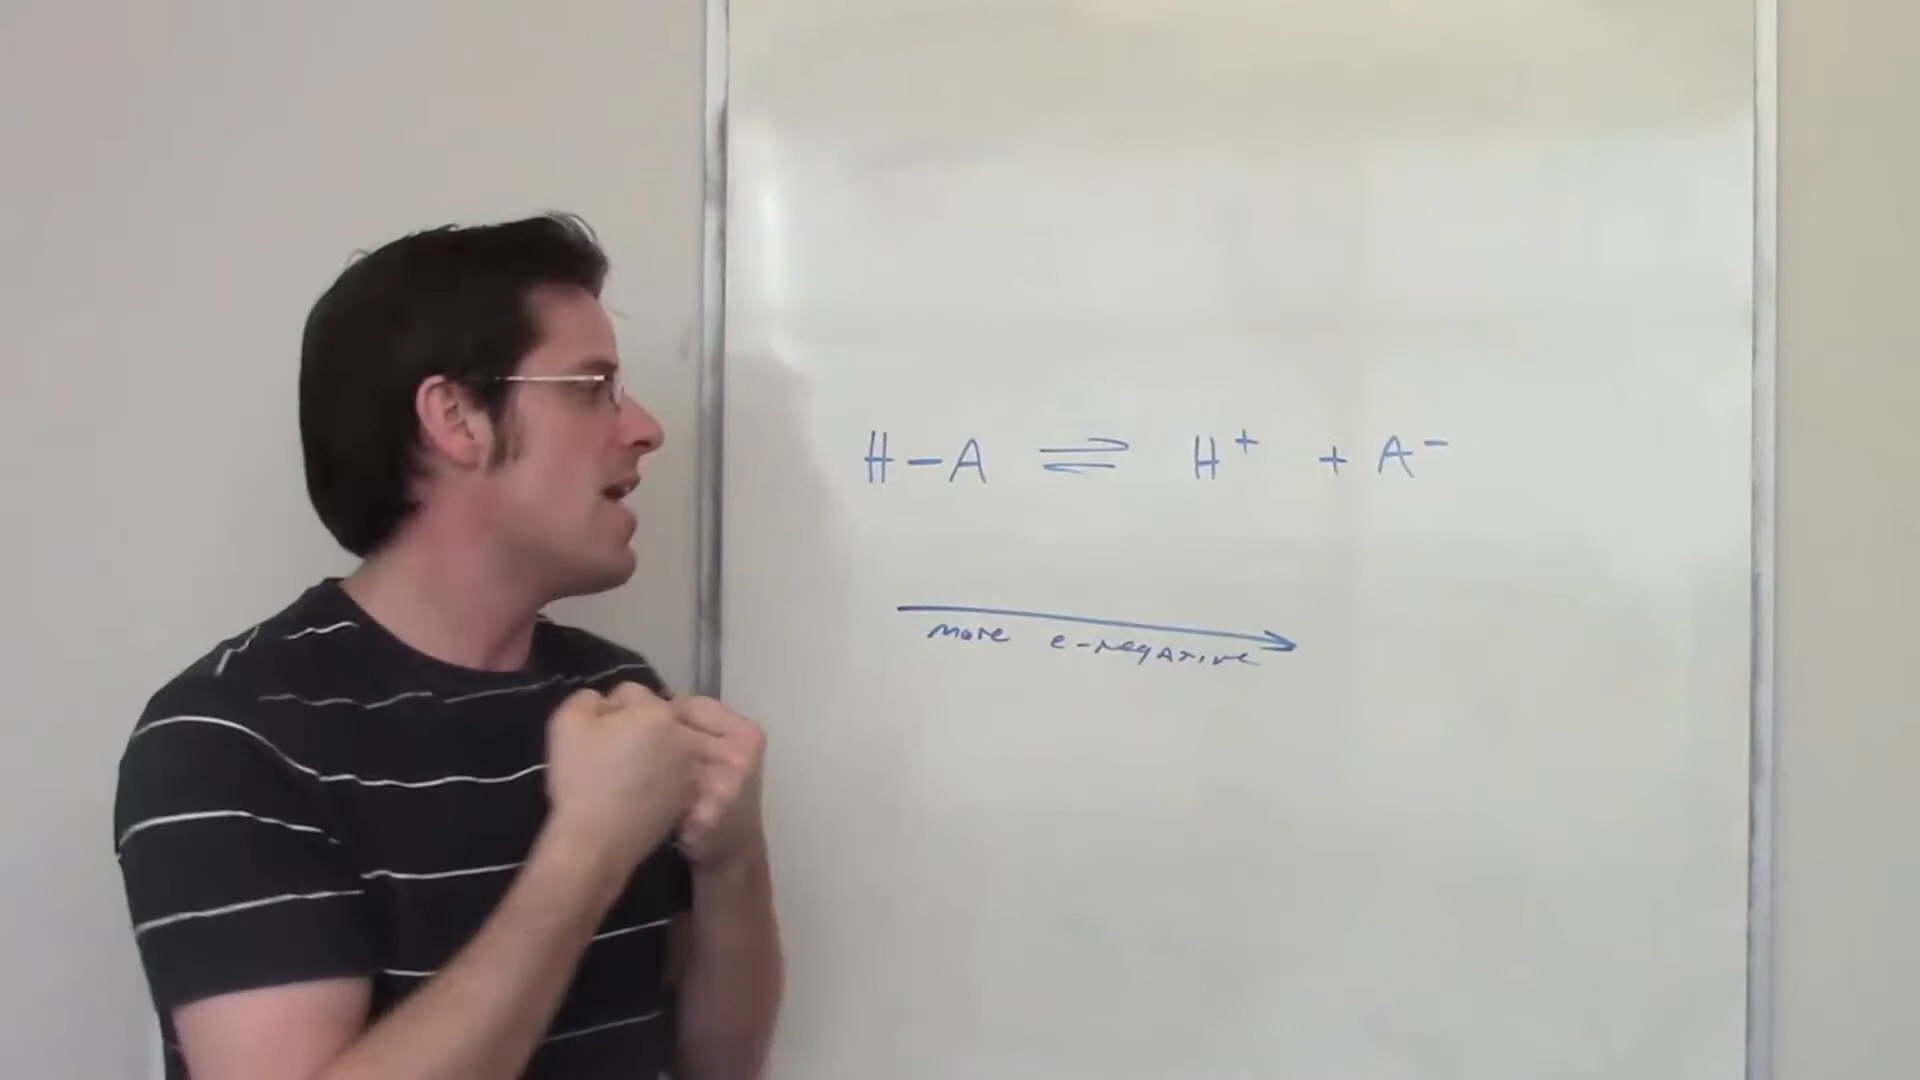 H-A ⇌ H⁺ + A⁻
more e-negative